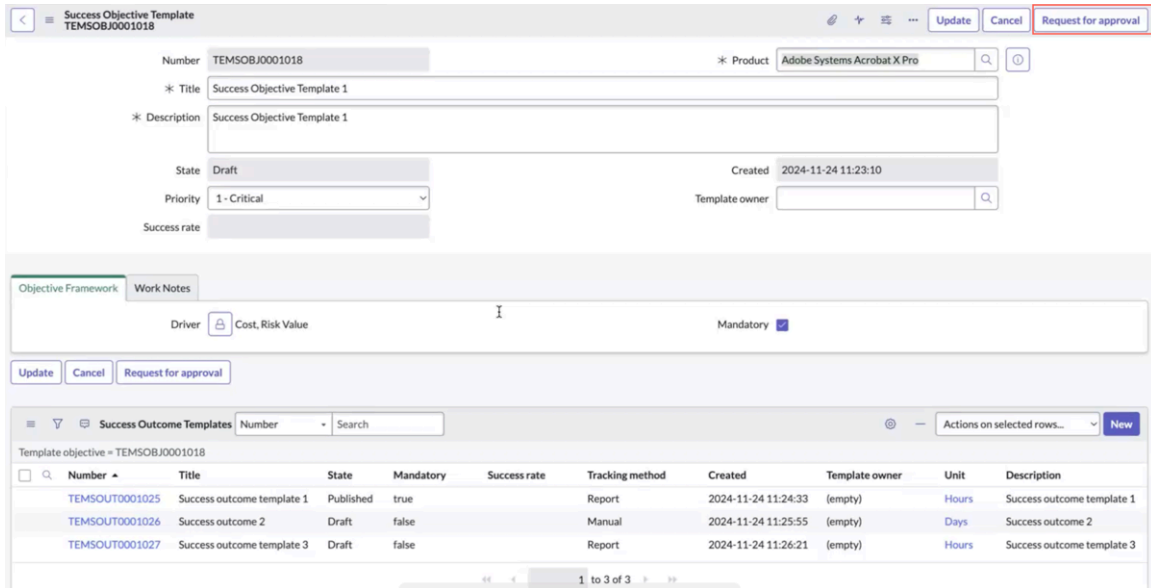 Success Objective Template
TEMSOBJ0001018
Update Cancel Request for approval
Number TEMSOBJ0001018
* Product Adobe Systems Acrobat X Pro
* Title Success Objective Template 1
* Description Success Objective Template 1
State Draft
Created 2024-11-24 11:23:10
Priority 1 - Critical
Template owner
Success rate
Objective Framework Work Notes
Driver Cost, Risk Value
Mandatory
Update Cancel Request for approval
Success Outcome Templates Number Search Actions on selected rows... New
Template objective = TEMSOBJ0001018
Number Title State Mandatory Success rate Tracking method Created Template owner Unit Description
TEMSOUT0001025 Success outcome template 1 Published true Report 2024-11-24 11:24:33 (empty) Hours Success outcome template 1
TEMSOUT0001026 Success outcome 2 Draft false Manual 2024-11-24 11:25:55 (empty) Days Success outcome 2
TEMSOUT0001027 Success outcome template 3 Draft false Report 2024-11-24 11:26:21 (empty) Hours Success outcome template 3
1 to 3 of 3